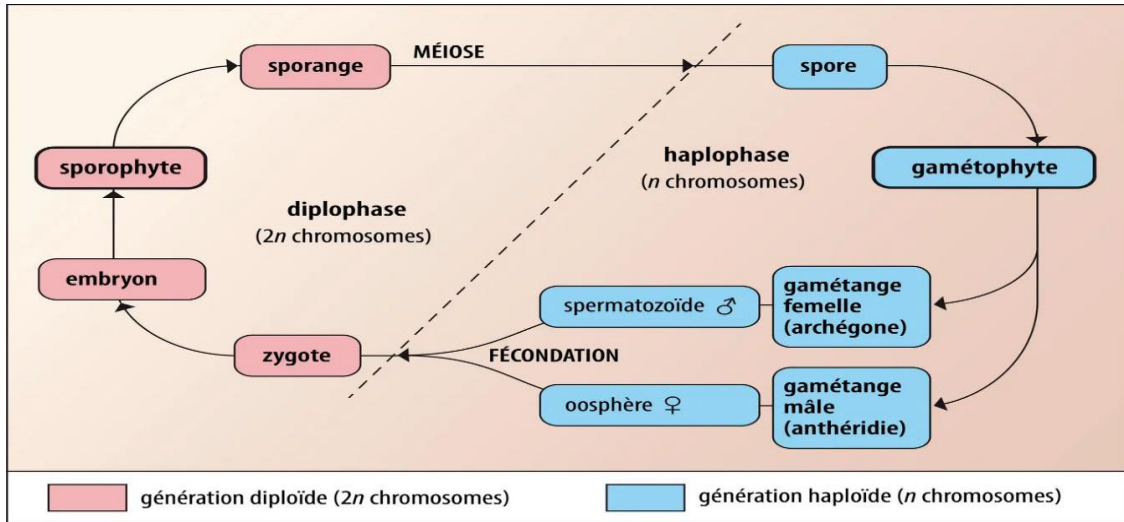 sporange
MÉIOSE
spore
sporophyte
haplophase
(n chromosomes)
gamétophyte
diplophase
(2n chromosomes)
embryon
spermatozoïde ♂
gamétange
femelle
(archégone)
zygote
FÉCONDATION
oosphère ♀
gamétange
mâle
(anthéridie)
génération diploïde (2n chromosomes)
génération haploïde (n chromosomes)